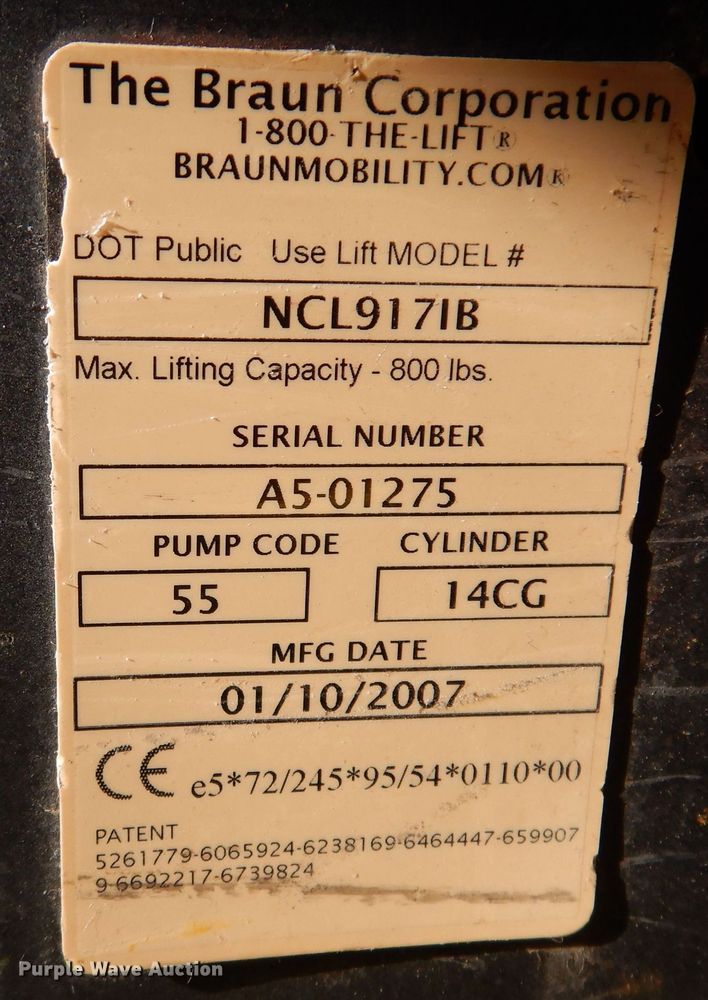 The Braun Corporation
1-800-THE-LIFT®
BRAUNMOBILITY.COM®
DOT Public Use Lift MODEL #
NCL917IB
Max. Lifting Capacity - 800 lbs.
SERIAL NUMBER
A5-01275
PUMP CODE CYLINDER
55 14CG
MFG DATE
01/10/2007
CE e5*72/245*95/54*0110*00
PATENT
5261779-6065924-6238169-6464447-659907
9-6692217-6739824
Purple Wave Auction